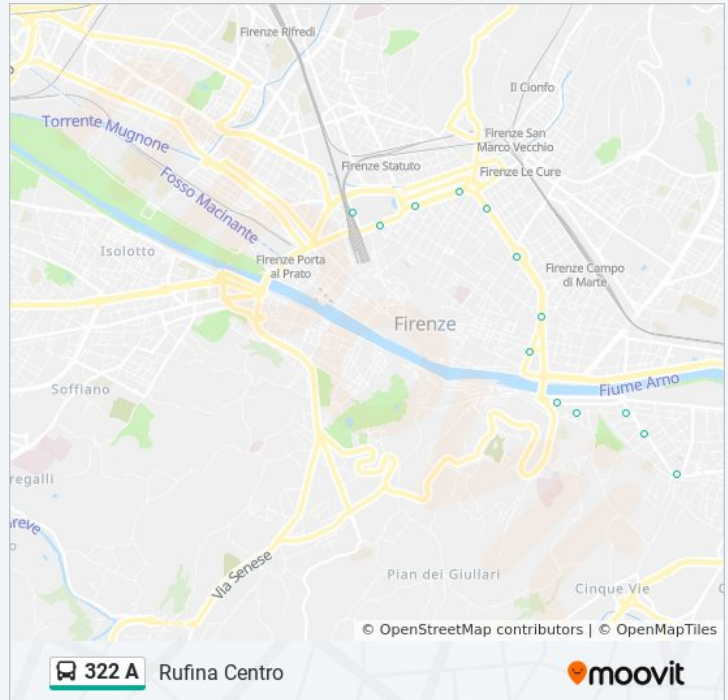 Firenze Rifredi
Il Cionfo
Torrente Mugnone
Firenze San
Marco Vecchio
Firenze Statuto
Firenze Le Cure
Fosso Macinante
Isolotto
Firenze Porta
al Prato
Firenze Campo
di Marte
Firenze
Soffiano
Fiume Arno
regalli
reve
Via Senese
Pian dei Giullari
Cinque Vie
© OpenStreetMap contributors | © OpenMapTiles
322 A Rufina Centro
moovit